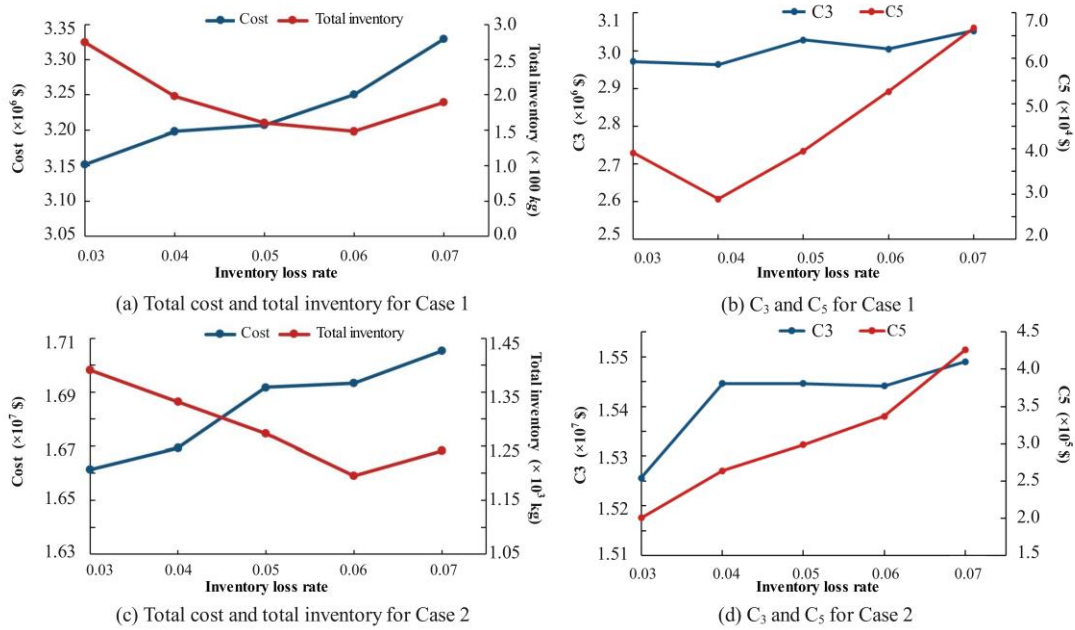 Cost Total inventory
Cost (×10⁶ $)
3.35
3.25
3.25
3.20
3.15
3.10
3.05
3.0
2.5
2.0
1.5
1.0
0.5
0.0
Total inventory (× 100 kg)
0.03 0.04 0.05 0.06 0.07
Inventory loss rate
(a) Total cost and total inventory for Case 1
C3 C5
C3 (×10⁶ $)
3.1
3.0
2.9
2.8
2.7
2.6
2.5
7.0
6.0
5.0
4.0
3.0
2.0
C5 (×10⁴ $)
0.03 0.04 0.05 0.06 0.07
Inventory loss rate
(b) C₃ and C₅ for Case 1
Cost Total inventory
Cost (×10⁷ $)
1.71
1.69
1.67
1.65
1.63
1.45
1.35
1.25
1.15
1.05
Total inventory (× 10³ kg)
0.03 0.04 0.05 0.06 0.07
Inventory loss rate
(c) Total cost and total inventory for Case 2
C3 C5
C3 (×10⁷ $)
1.55
1.54
1.53
1.52
1.51
4.5
4.0
3.5
3.0
2.5
2.0
1.5
C5 (×10⁵ $)
0.03 0.04 0.05 0.06 0.07
Inventory loss rate
(d) C₃ and C₅ for Case 2